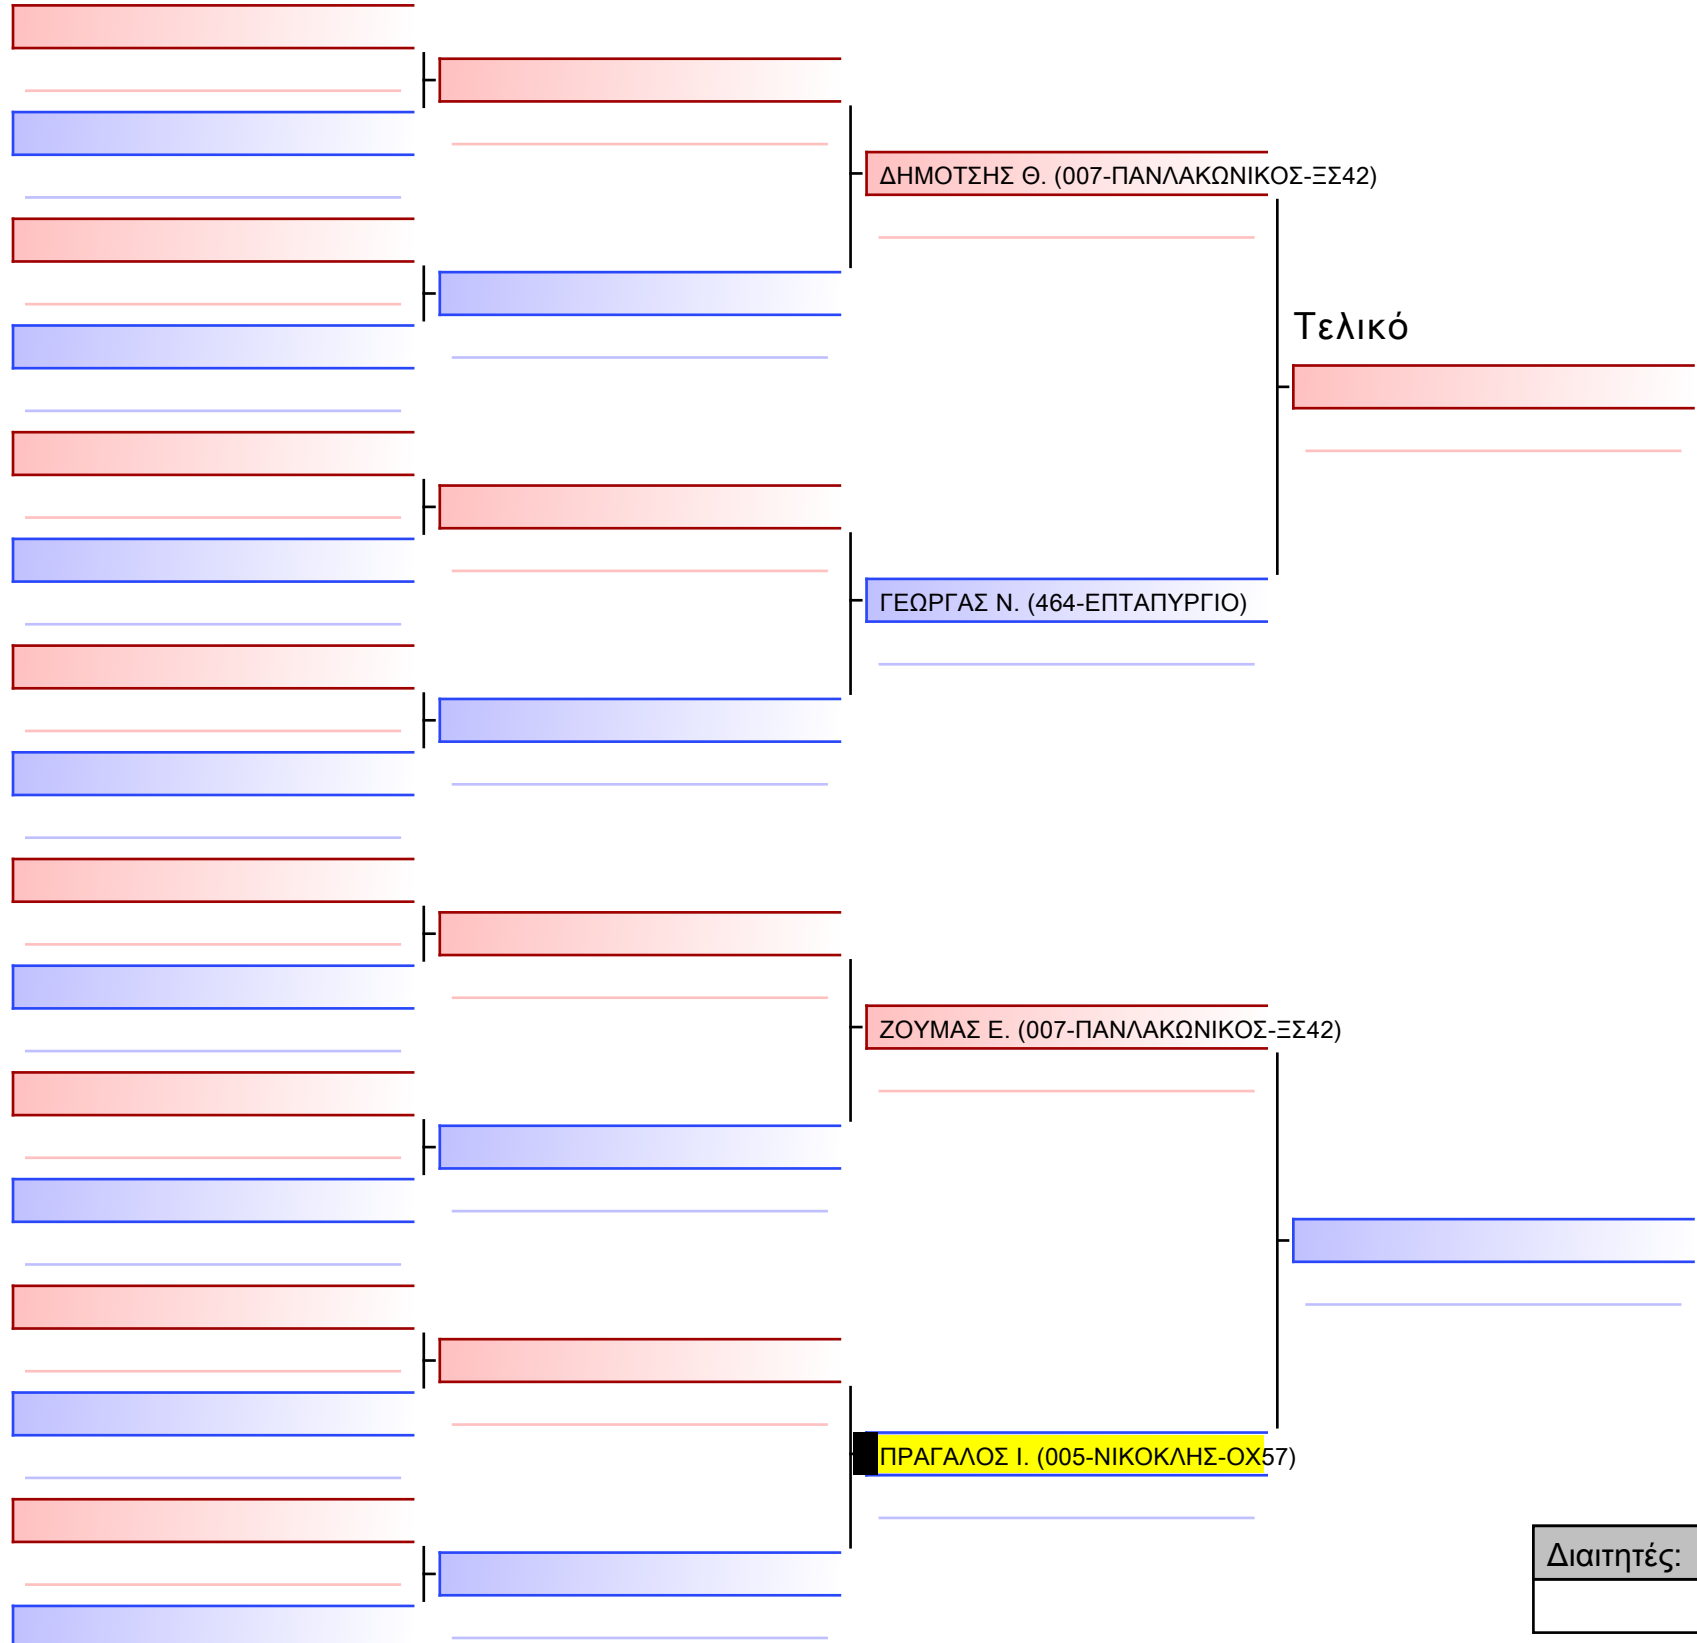 ΔΗΜΟΤΣΗΣ Θ. (007-ΠΑΝΛΑΚΩΝΙΚΟΣ-ΞΣ42)
Τελικό
ΓΕΩΡΓΑΣ Ν. (464-ΕΠΤΑΠΥΡΓΙΟ)
ΖΟΥΜΑΣ Ε. (007-ΠΑΝΛΑΚΩΝΙΚΟΣ-ΞΣ42)
ΠΡΑΓΑΛΟΣ Ι. (005-ΝΙΚΟΚΛΗΣ-ΟΧ57)
Διαιτητές: